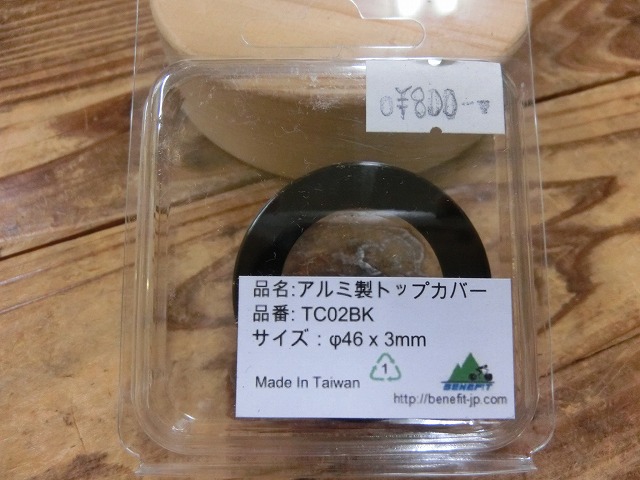 ¥800-
品名:アルミ製トップカバー
品番: TC02BK
サイズ : φ46 x 3mm
1
Made In Taiwan
BENEFIT
http://benefit-jp.com